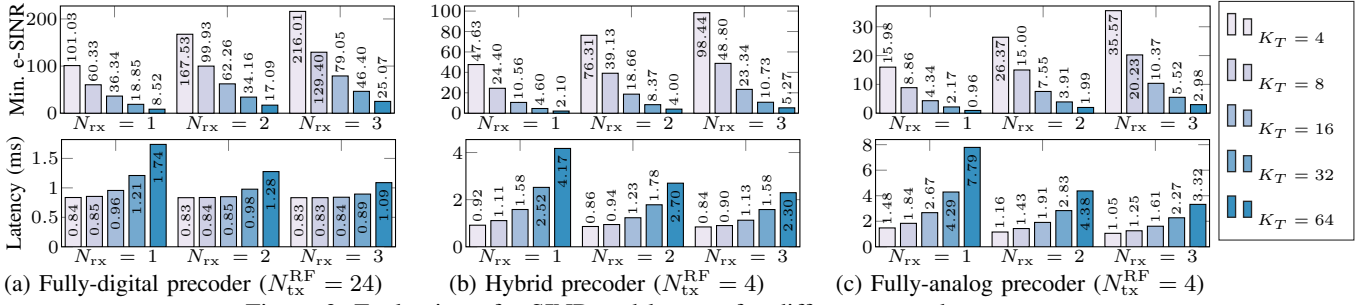 Min. e-SINR
200
100
0
101.03 60.33 36.34 18.85 8.52
167.53 99.93 62.26 34.16 17.09
216.01 129.40 79.05 46.40 25.07
N_rx = 1 N_rx = 2 N_rx = 3
100
80
60
40
20
0
47.63 24.40 10.56 4.60 2.10
76.31 39.13 18.66 8.37 4.00
98.44 48.80 23.34 10.73 5.27
N_rx = 1 N_rx = 2 N_rx = 3
30
20
10
0
15.98 8.86 4.34 2.17 0.96
26.37 15.00 7.55 3.91 1.99
35.57 20.23 10.37 5.52 2.98
N_rx = 1 N_rx = 2 N_rx = 3
K_T = 4
K_T = 8
K_T = 16
K_T = 32
K_T = 64
Latency (ms)
1.5
1
0.5
0
0.84 0.85 0.96 1.21 1.74
0.83 0.84 0.85 0.98 1.28
0.83 0.83 0.84 0.89 1.09
N_rx = 1 N_rx = 2 N_rx = 3
4
2
0
0.92 1.11 1.58 2.52 4.17
0.86 0.94 1.23 1.78 2.70
0.84 0.90 1.13 1.58 2.30
N_rx = 1 N_rx = 2 N_rx = 3
8
6
4
2
0
1.48 1.84 2.67 4.29 7.79
1.16 1.43 1.91 2.83 4.38
1.05 1.25 1.61 2.27 3.32
N_rx = 1 N_rx = 2 N_rx = 3
(a) Fully-digital precoder (N_tx^RF = 24)
(b) Hybrid precoder (N_tx^RF = 4)
(c) Fully-analog precoder (N_tx^RF = 4)